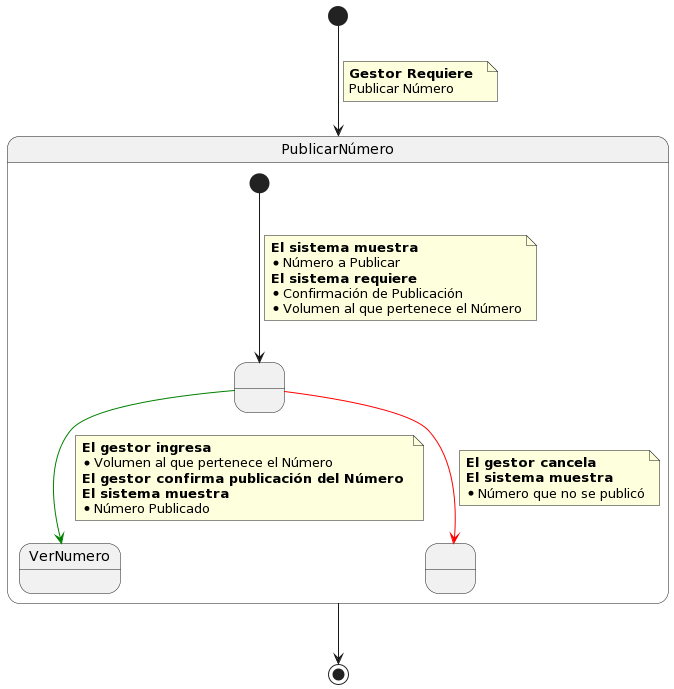 Gestor Requiere
Publicar Número
PublicarNúmero
El sistema muestra
• Número a Publicar
El sistema requiere
• Confirmación de Publicación
• Volumen al que pertenece el Número
El gestor ingresa
• Volumen al que pertenece el Número
El gestor confirma publicación del Número
El sistema muestra
• Número Publicado
El gestor cancela
El sistema muestra
• Número que no se publicó
VerNumero